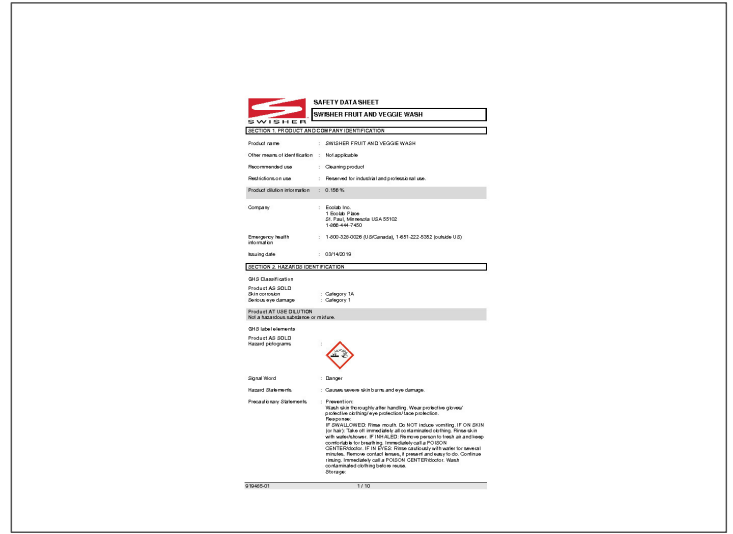 SWISHER
SAFETY DATA SHEET
SWISHER FRUIT AND VEGGIE WASH
SECTION 1. PRODUCT AND COMPANY IDENTIFICATION
Product name : SWISHER FRUIT AND VEGGIE WASH
Other means of identification : Not applicable
Recommended use : Cleaning product
Restrictions on use : Reserved for industrial and professional use.
Product dilution information : 0.156 %
Company : Ecolab Inc.
1 Ecolab Place
St. Paul, Minnesota USA 55102
1-866-444-7450
Emergency health : 1-800-328-0026 (US/Canada), 1-651-222-5352 (outside US)
information
Issuing date : 03/14/2019
SECTION 2. HAZARDS IDENTIFICATION
GHS Classification
Product AS SOLD
Skin corrosion : Category 1A
Serious eye damage : Category 1
Product AT USE DILUTION
Not a hazardous substance or mixture.
GHS label elements
Product AS SOLD
Hazard pictograms :
Signal Word : Danger
Hazard Statements : Causes severe skin burns and eye damage.
Precautionary Statements : Prevention:
Wash skin thoroughly after handling. Wear protective gloves/
protective clothing/ eye protection/ face protection.
Response:
IF SWALLOWED: Rinse mouth. Do NOT induce vomiting. IF ON SKIN
(or hair): Take off immediately all contaminated clothing. Rinse skin
with water/shower. IF INHALED: Remove person to fresh air and keep
comfortable for breathing. Immediately call a POISON
CENTER/doctor. IF IN EYES: Rinse cautiously with water for several
minutes. Remove contact lenses, if present and easy to do. Continue
rinsing. Immediately call a POISON CENTER/doctor. Wash
contaminated clothing before reuse.
Storage:
919465-01 1 / 10